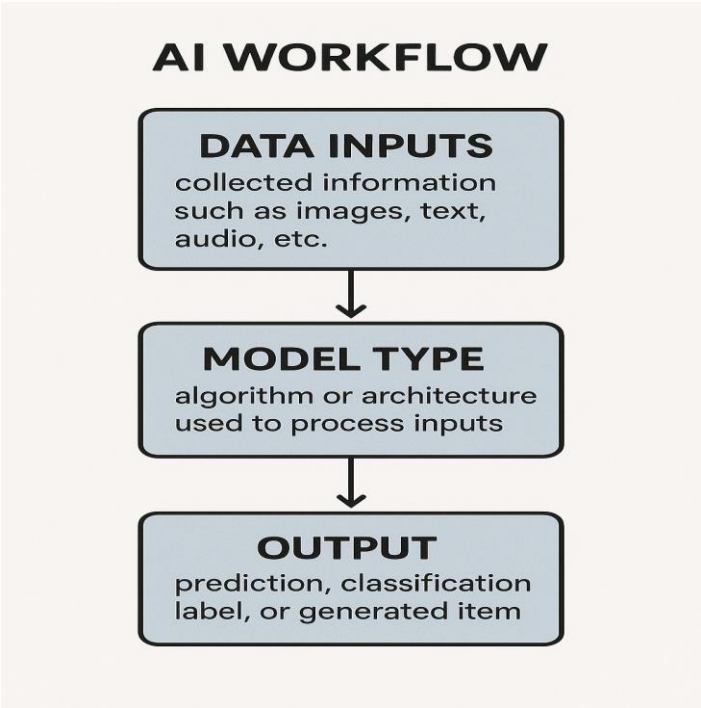 AI WORKFLOW
DATA INPUTS
collected information
such as images, text,
audio, etc.
MODEL TYPE
algorithm or architecture
used to process inputs
OUTPUT
prediction, classification
label, or generated item